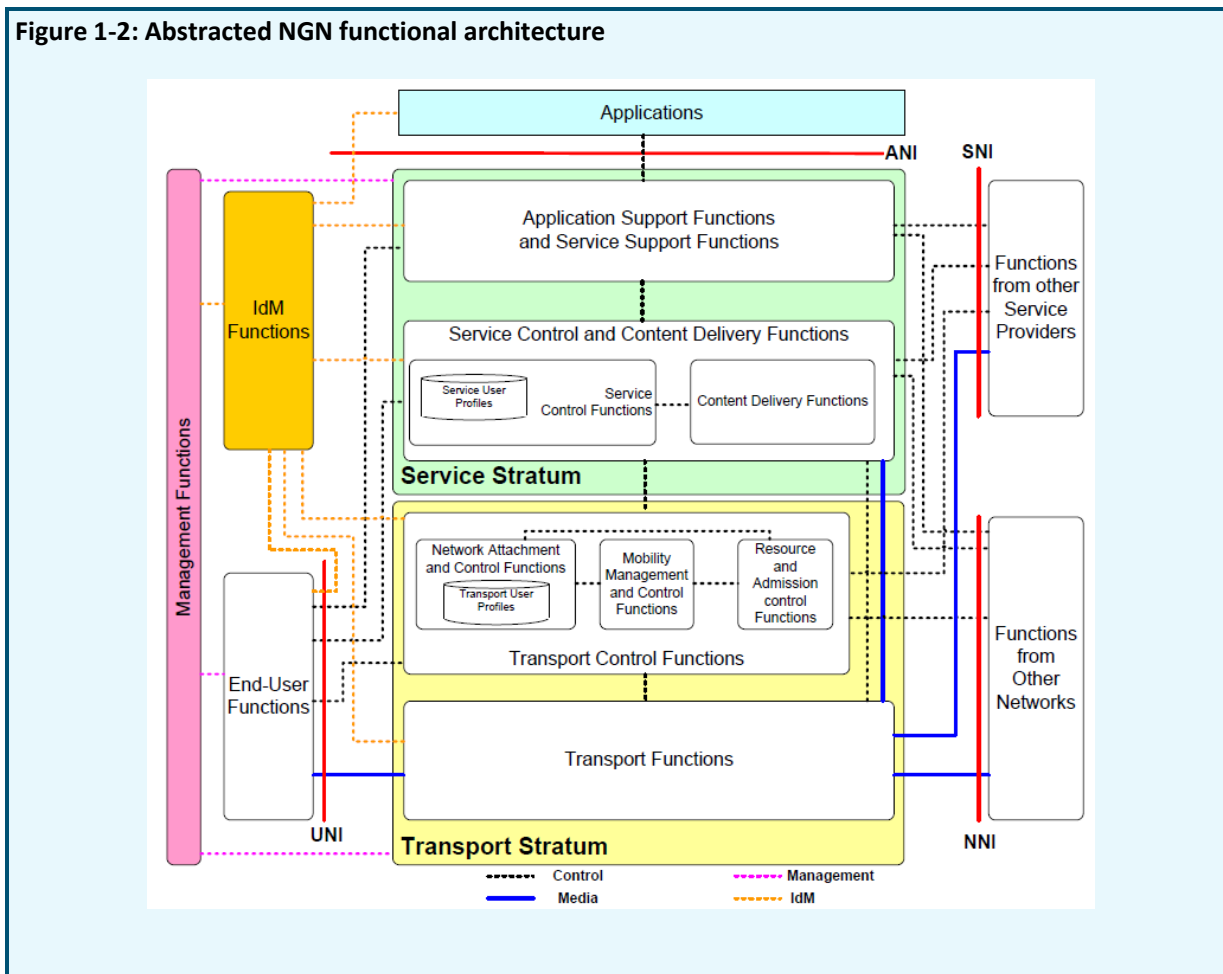 Figure 1-2: Abstracted NGN functional architecture
Applications
ANI
SNI
Application Support Functions
and Service Support Functions
Functions
from other
Service
Providers
IdM
Functions
Service Control and Content Delivery Functions
Service User
Profiles
Service
Control Functions
Content Delivery Functions
Service Stratum
Management Functions
Network Attachment
and Control Functions
Transport User
Profiles
Mobility
Management
and Control
Functions
Resource
and
Admission
control
Functions
Transport Control Functions
End-User
Functions
Functions
from
Other
Networks
Transport Functions
UNI
NNI
Transport Stratum
Control
Management
Media
IdM